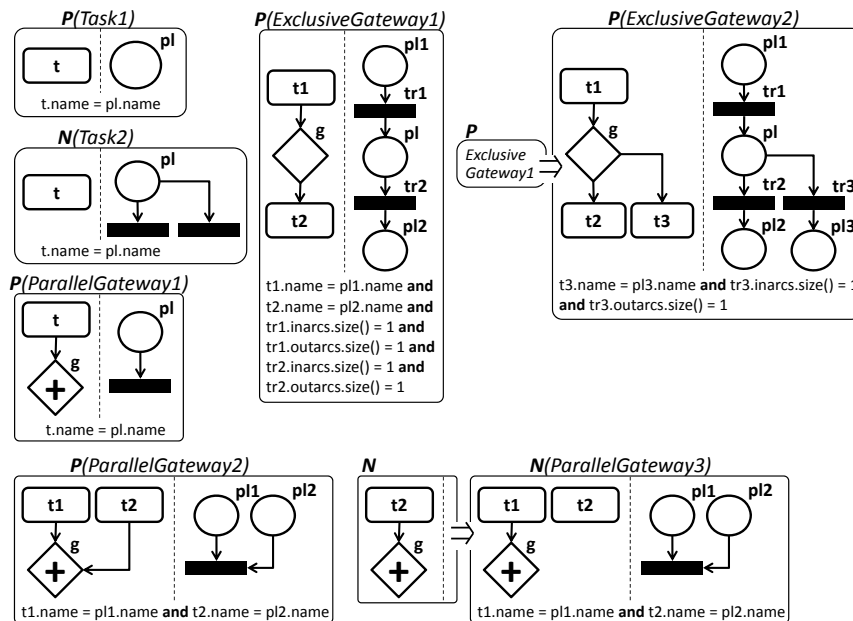 P(Task1)
t
pl
t.name = pl.name
N(Task2)
t
pl
t.name = pl.name
P(ParallelGateway1)
t
g
pl
t.name = pl.name
P(ExclusiveGateway1)
t1
g
t2
pl1
tr1
pl
tr2
pl2
t1.name = pl1.name and
t2.name = pl2.name and
tr1.inarcs.size() = 1 and
tr1.outarcs.size() = 1 and
tr2.inarcs.size() = 1 and
tr2.outarcs.size() = 1
P
Exclusive
Gateway1
P(ExclusiveGateway2)
t1
g
t2 t3
pl1
tr1
pl
tr2 tr3
pl2 pl3
t3.name = pl3.name and tr3.inarcs.size() = 1
and tr3.outarcs.size() = 1
P(ParallelGateway2)
t1 t2
g
pl1 pl2
t1.name = pl1.name and t2.name = pl2.name
N
t2
g
N(ParallelGateway3)
t1 t2
g
pl1 pl2
t1.name = pl1.name and t2.name = pl2.name